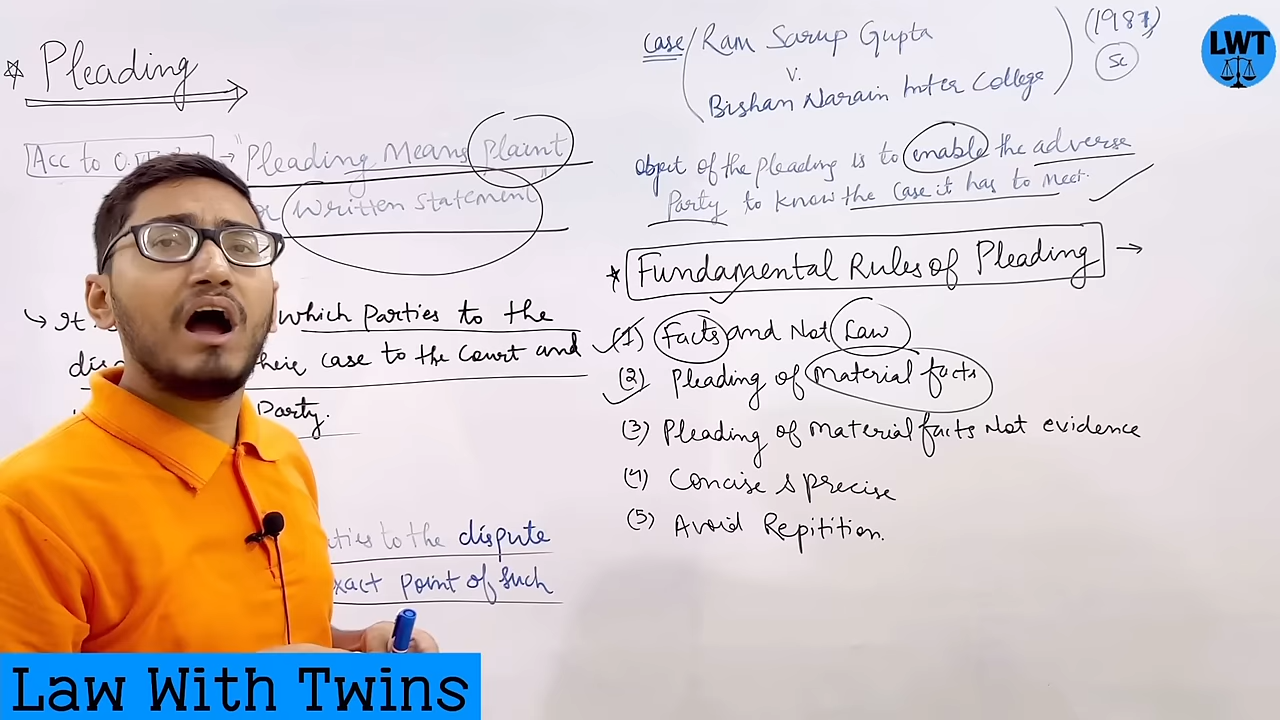 ☆ Pleading
Acc to O.
→ "Pleading Means Plaint
or Written Statement"
↳ It which Parties to the
their case to the Court and
Party.
ties to the dispute
exact point of such
case Ram Sarup Gupta
v.
Bishan Narain Inter College
(1987)
SC
Object of the Pleading is to enable the adverse
Party to know the case it has to meet.
* Fundamental Rules of Pleading →
(1) Facts and Not Law
(2) Pleading of Material facts
(3) Pleading of Material facts Not evidence
(4) Concise & precise
(5) Avoid Repitition.
LWT
Law With Twins